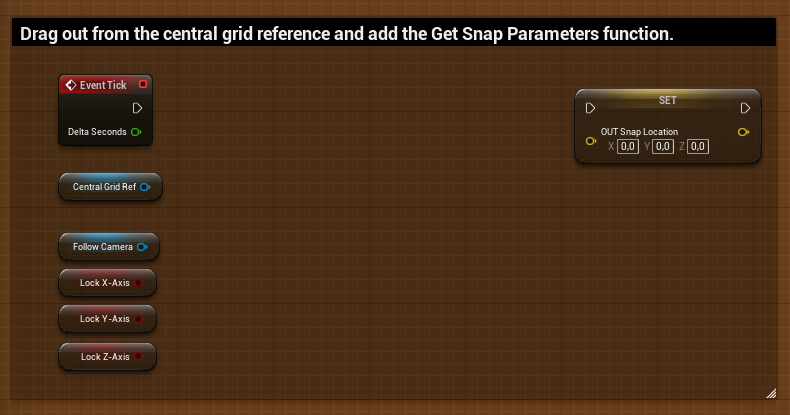 Drag out from the central grid reference and add the Get Snap Parameters function.
Event Tick
Delta Seconds
SET
OUT Snap Location
X 0,0 Y 0,0 Z 0,0
Central Grid Ref
Follow Camera
Lock X-Axis
Lock Y-Axis
Lock Z-Axis